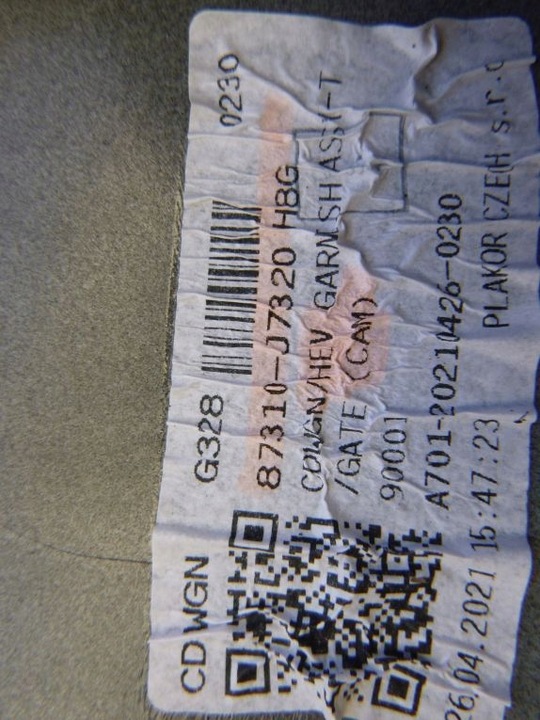 CD WGN G328 0230
87310-J7320 HBG
CDWGN/HEV GARNISH ASSY-T
/GATE (CAM)
90001
A701-20210426-0230
26.04.2021 15:47:23 PLAKOR CZECH s.r.o